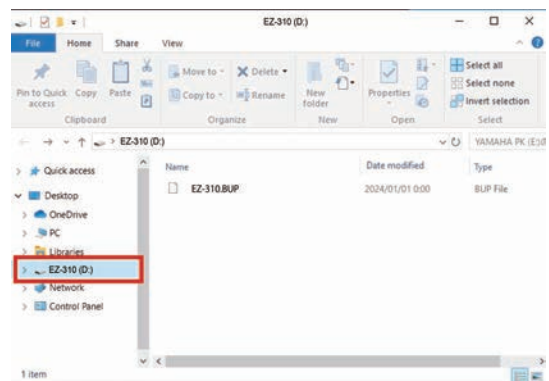 EZ-310 (D:)
File Home Share View
Pin to Quick access
Copy
Paste
Move to
Copy to
Delete
Rename
New folder
Properties
Select all
Select none
Invert selection
Clipboard Organize New Open Select
EZ-310 (D:)
YAMAHA PK (E:)
Quick access
Desktop
OneDrive
PC
Libraries
EZ-310 (D:)
Network
Control Panel
Name Date modified Type
EZ-310.BUP 2024/01/01 0:00 BUP File
1 item